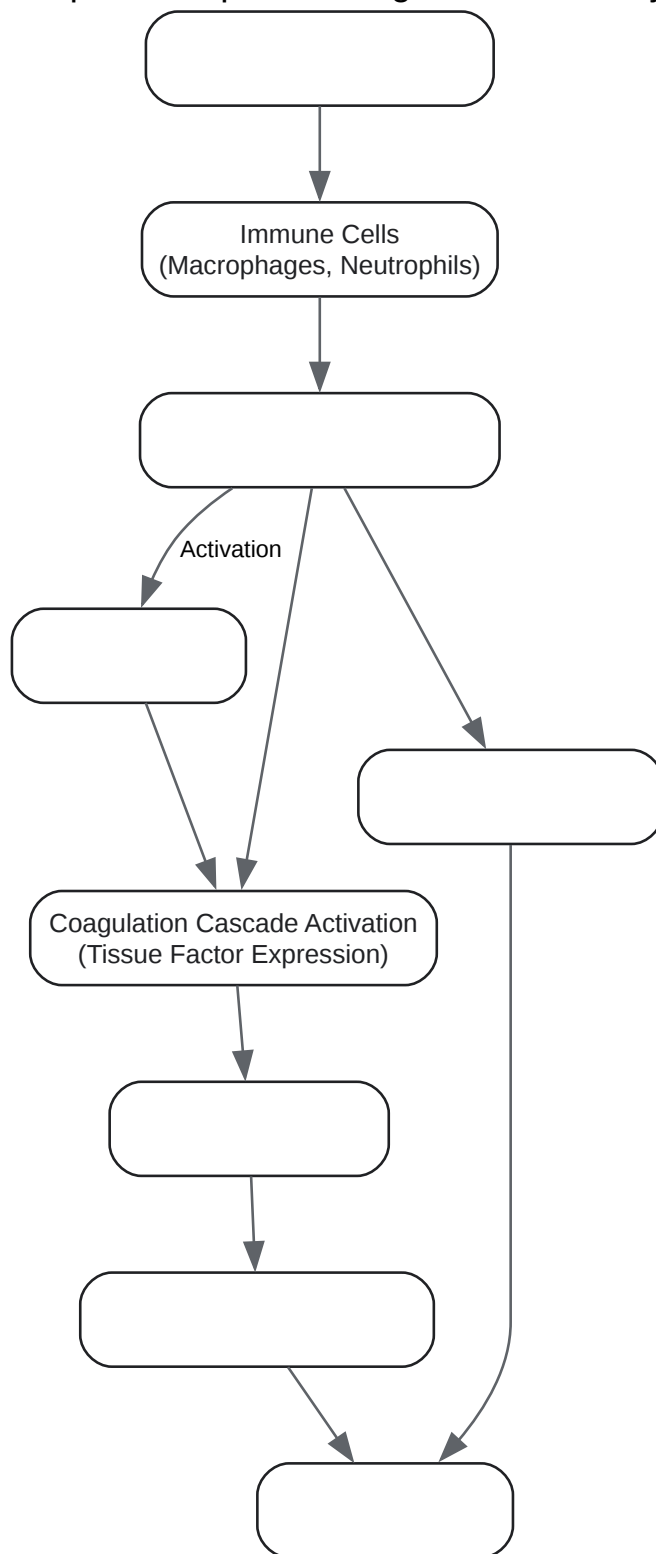 Immune Cells
(Macrophages, Neutrophils)
Activation
Coagulation Cascade Activation
(Tissue Factor Expression)